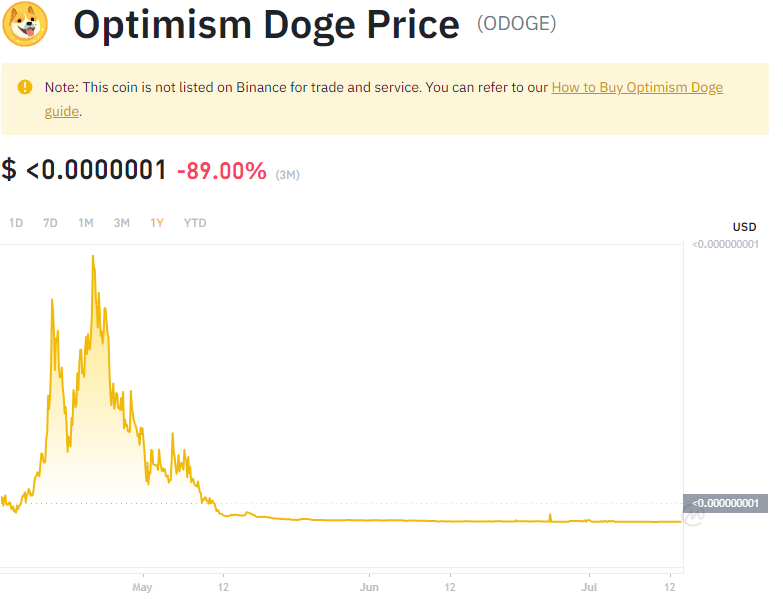 Optimism Doge Price (ODOGE)
Note: This coin is not listed on Binance for trade and service. You can refer to our How to Buy Optimism Doge
guide.
$ <0.0000001 -89.00% (3M)
1D 7D 1M 3M 1Y YTD
USD
<0.000000001
<0.000000001
May 12 Jun 12 Jul 12